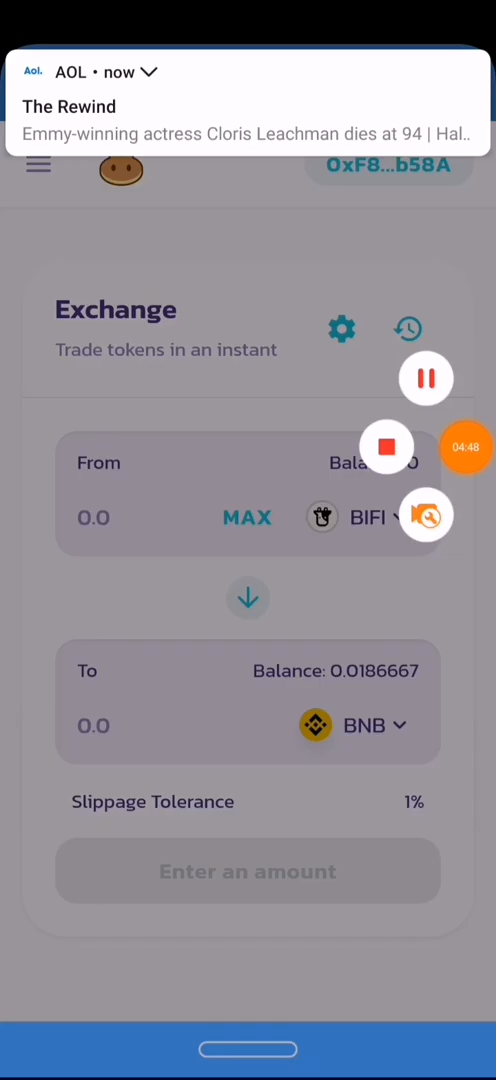 Aol. AOL • now
The Rewind
Emmy-winning actress Cloris Leachman dies at 94 | Hal..
0xF8...b58A
Exchange
Trade tokens in an instant
04:48
From
0
0.0 MAX BIFI
To Balance: 0.0186667
0.0 BNB
Slippage Tolerance 1%
Enter an amount